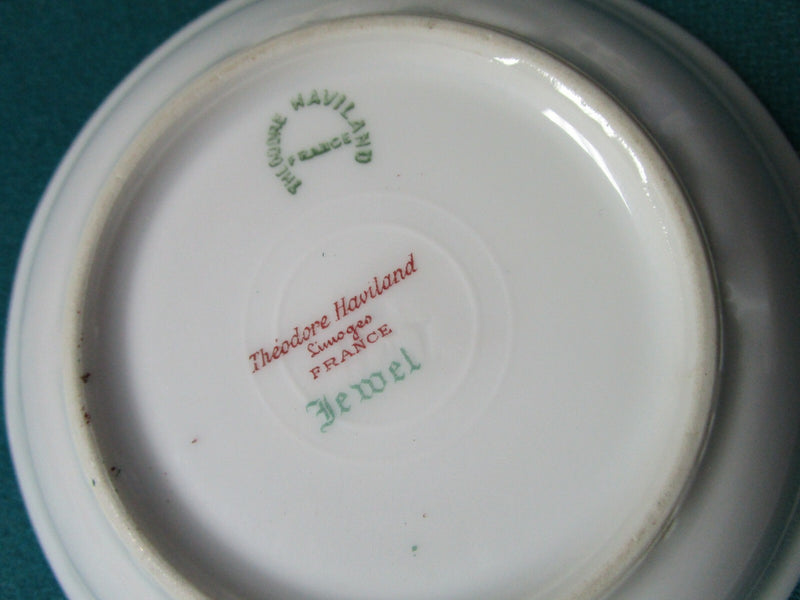 THEODORE HAVILAND
FRANCE
Théodore Haviland
Limoges
FRANCE
Jewel